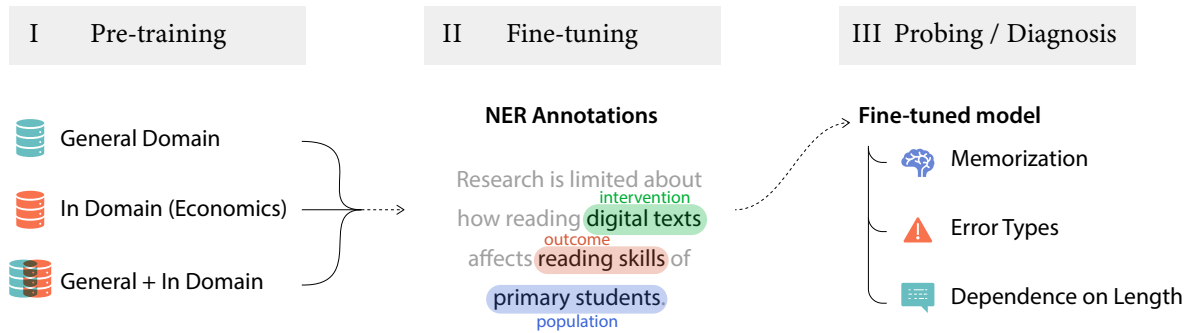 I Pre-training
II Fine-tuning
III Probing / Diagnosis
General Domain
In Domain (Economics)
General + In Domain
NER Annotations
Research is limited about
intervention
how reading digital texts
outcome
affects reading skills of
primary students.
population
Fine-tuned model
Memorization
Error Types
Dependence on Length